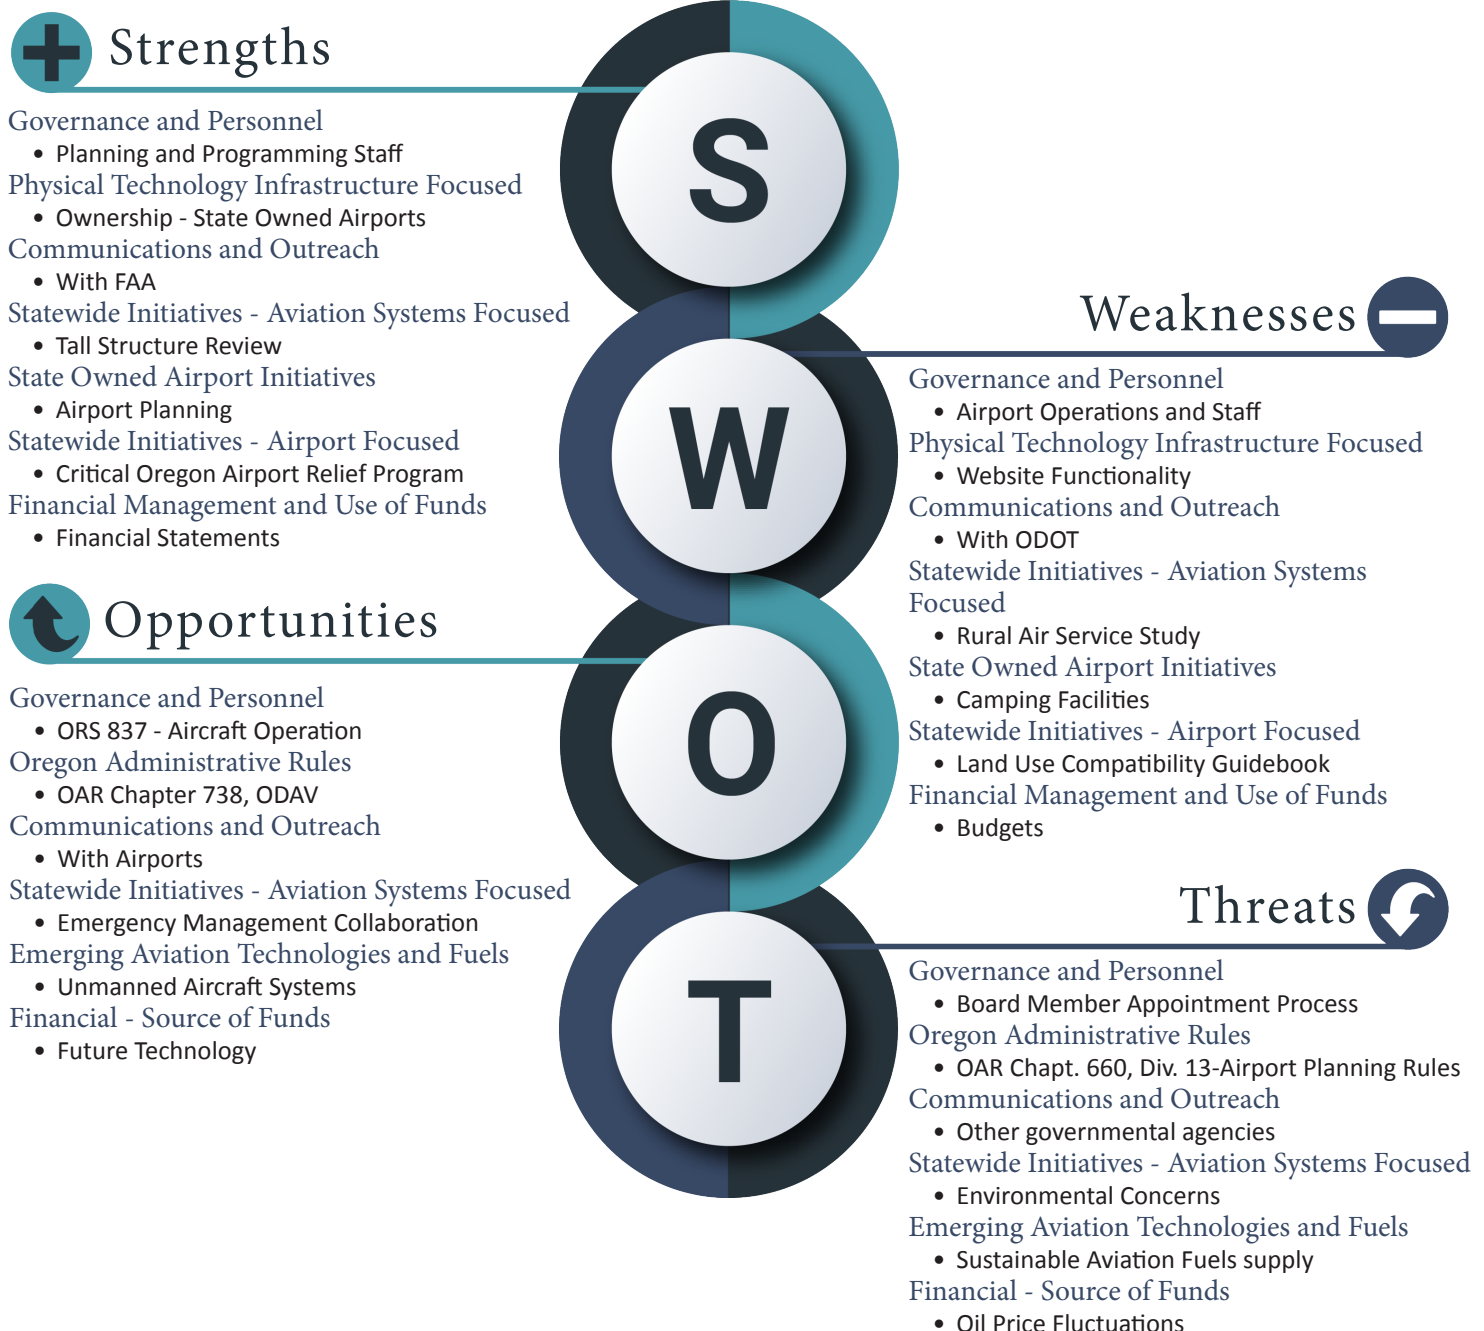 Strengths
Governance and Personnel
• Planning and Programming Staff
Physical Technology Infrastructure Focused
• Ownership - State Owned Airports
Communications and Outreach
• With FAA
Statewide Initiatives - Aviation Systems Focused
• Tall Structure Review
State Owned Airport Initiatives
• Airport Planning
Statewide Initiatives - Airport Focused
• Critical Oregon Airport Relief Program
Financial Management and Use of Funds
• Financial Statements
S
W
O
T
Weaknesses
Governance and Personnel
• Airport Operations and Staff
Physical Technology Infrastructure Focused
• Website Functionality
Communications and Outreach
• With ODOT
Statewide Initiatives - Aviation Systems
Focused
• Rural Air Service Study
State Owned Airport Initiatives
• Camping Facilities
Statewide Initiatives - Airport Focused
• Land Use Compatibility Guidebook
Financial Management and Use of Funds
• Budgets
Opportunities
Governance and Personnel
• ORS 837 - Aircraft Operation
Oregon Administrative Rules
• OAR Chapter 738, ODAV
Communications and Outreach
• With Airports
Statewide Initiatives - Aviation Systems Focused
• Emergency Management Collaboration
Emerging Aviation Technologies and Fuels
• Unmanned Aircraft Systems
Financial - Source of Funds
• Future Technology
Threats
Governance and Personnel
• Board Member Appointment Process
Oregon Administrative Rules
• OAR Chapt. 660, Div. 13-Airport Planning Rules
Communications and Outreach
• Other governmental agencies
Statewide Initiatives - Aviation Systems Focused
• Environmental Concerns
Emerging Aviation Technologies and Fuels
• Sustainable Aviation Fuels supply
Financial - Source of Funds
• Oil Price Fluctuations